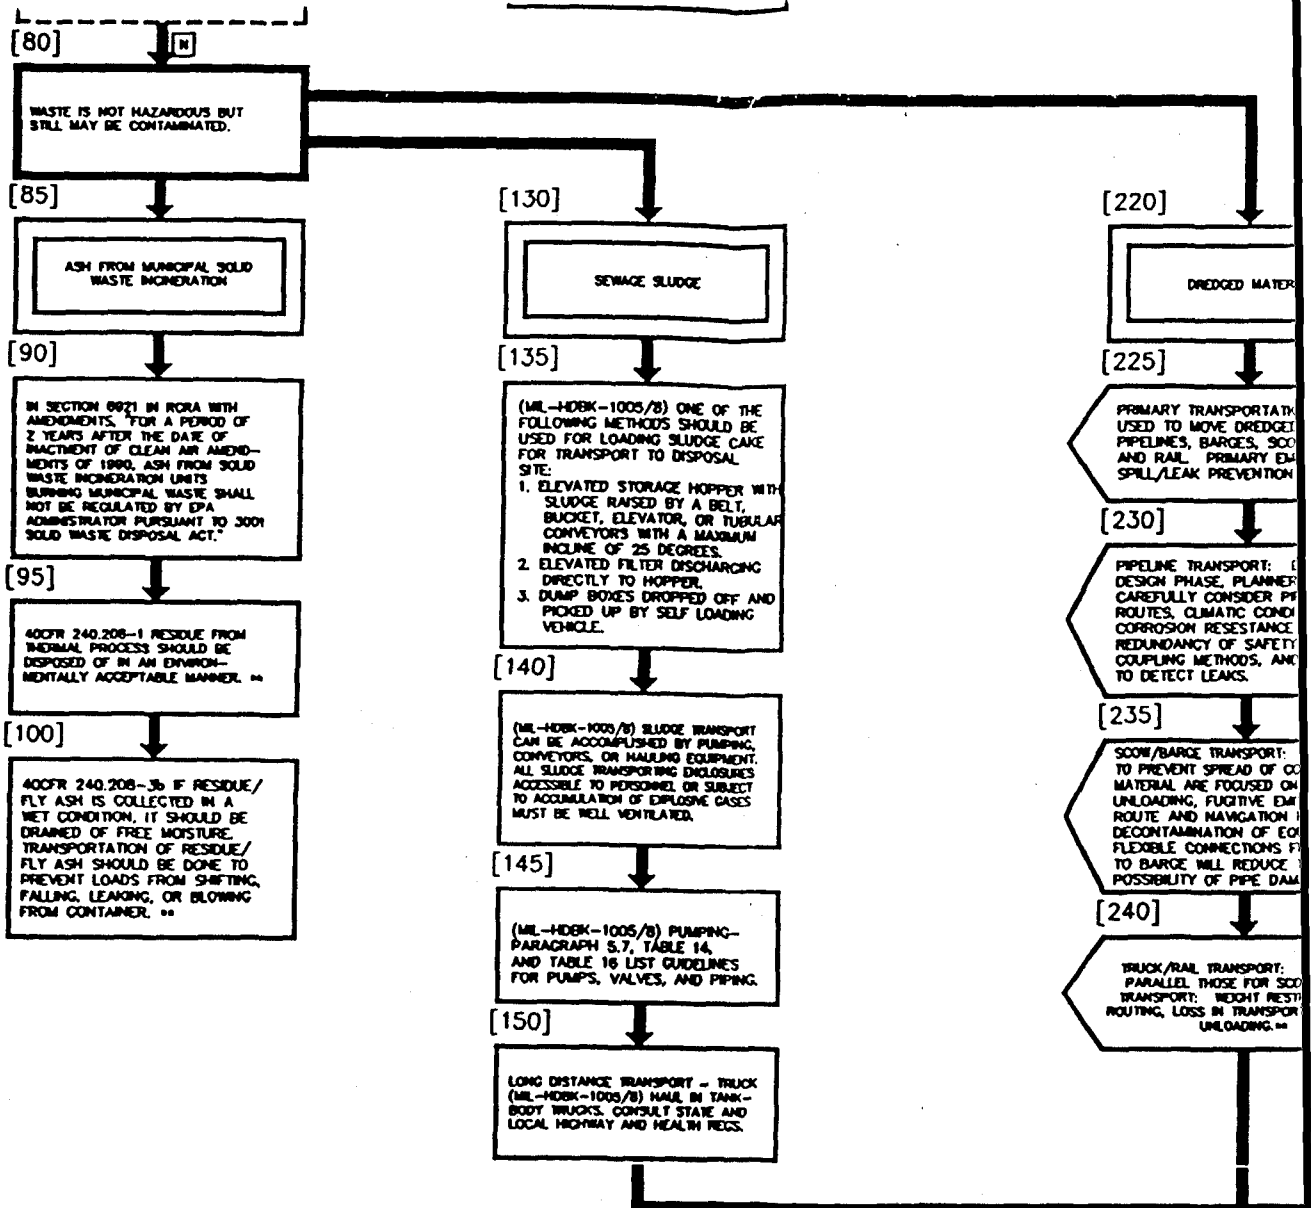 [80]
N
WASTE IS NOT HAZARDOUS BUT
STILL MAY BE CONTAMINATED.
[85]
ASH FROM MUNICIPAL SOLID
WASTE INCINERATION
[90]
IN SECTION 6921 IN RCRA WITH
AMENDMENTS, "FOR A PERIOD OF
2 YEARS AFTER THE DATE OF
INACTMENT OF CLEAN AIR AMEND-
MENTS OF 1990, ASH FROM SOLID
WASTE INCINERATION UNITS
BURNING MUNICIPAL WASTE SHALL
NOT BE REGULATED BY EPA
ADMINISTRATOR PURSUANT TO 3001
SOLID WASTE DISPOSAL ACT."
[95]
40CFR 240.208-1 RESIDUE FROM
THERMAL PROCESS SHOULD BE
DISPOSED OF IN AN ENVIRON-
MENTALLY ACCEPTABLE MANNER. **
[100]
40CFR 240.208-3b IF RESIDUE/
FLY ASH IS COLLECTED IN A
WET CONDITION, IT SHOULD BE
DRAINED OF FREE MOISTURE.
TRANSPORTATION OF RESIDUE/
FLY ASH SHOULD BE DONE TO
PREVENT LOADS FROM SHIFTING,
FALLING, LEAKING, OR BLOWING
FROM CONTAINER. **
[130]
SEWAGE SLUDGE
[135]
(MIL-HDBK-1005/8) ONE OF THE
FOLLOWING METHODS SHOULD BE
USED FOR LOADING SLUDGE CAKE
FOR TRANSPORT TO DISPOSAL
SITE:
1. ELEVATED STORAGE HOPPER WITH
SLUDGE RAISED BY A BELT,
BUCKET, ELEVATOR, OR TUBULAR
CONVEYORS WITH A MAXIMUM
INCLINE OF 25 DEGREES.
2. ELEVATED FILTER DISCHARGING
DIRECTLY TO HOPPER.
3. DUMP BOXES DROPPED OFF AND
PICKED UP BY SELF LOADING
VEHICLE.
[140]
(MIL-HDBK-1005/8) SLUDGE TRANSPORT
CAN BE ACCOMPLISHED BY PUMPING,
CONVEYORS, OR HAULING EQUIPMENT.
ALL SLUDGE TRANSPORTING ENCLOSURES
ACCESSIBLE TO PERSONNEL OR SUBJECT
TO ACCUMULATION OF EXPLOSIVE GASES
MUST BE WELL VENTILATED.
[145]
(MIL-HDBK-1005/8) PUMPING-
PARAGRAPH 5.7, TABLE 14,
AND TABLE 16 LIST GUIDELINES
FOR PUMPS, VALVES, AND PIPING.
[150]
LONG DISTANCE TRANSPORT - TRUCK
(MIL-HDBK-1005/8) HAUL IN TANK-
BODY TRUCKS. CONSULT STATE AND
LOCAL HIGHWAY AND HEALTH REGS.
[220]
DREDGED MATER
[225]
PRIMARY TRANSPORTATI
USED TO MOVE DREDGED
PIPELINES, BARGES, SCO
AND RAIL. PRIMARY EM
SPILL/LEAK PREVENTION
[230]
PIPELINE TRANSPORT:
DESIGN PHASE, PLANNER
CAREFULLY CONSIDER
ROUTES, CLIMATIC COND
CORROSION RESESTANCE
REDUNDANCY OF SAFETY
COUPLING METHODS, AND
TO DETECT LEAKS.
[235]
SCOW/BARGE TRANSPORT:
TO PREVENT SPREAD OF CO
MATERIAL ARE FOCUSED ON
UNLOADING, FUGITIVE EMI
ROUTE AND NAVIGATION
DECONTAMINATION OF EQU
FLEXIBLE CONNECTIONS F
TO BARGE WILL REDUCE
POSSIBILITY OF PIPE DAM
[240]
TRUCK/RAIL TRANSPORT:
PARALLEL THOSE FOR SCO
TRANSPORT: WEIGHT REST
ROUTING, LOSS IN TRANSPOR
UNLOADING.**